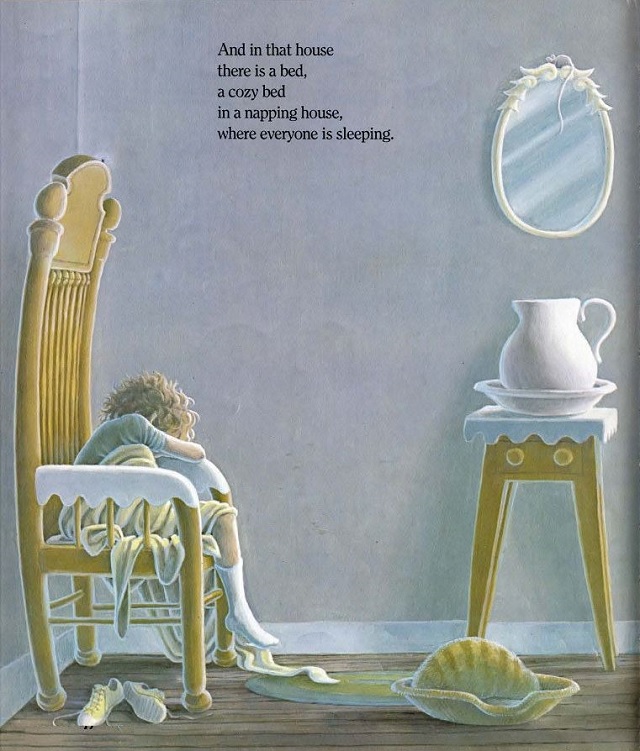 And in that house
there is a bed,
a cozy bed
in a napping house,
where everyone is sleeping.